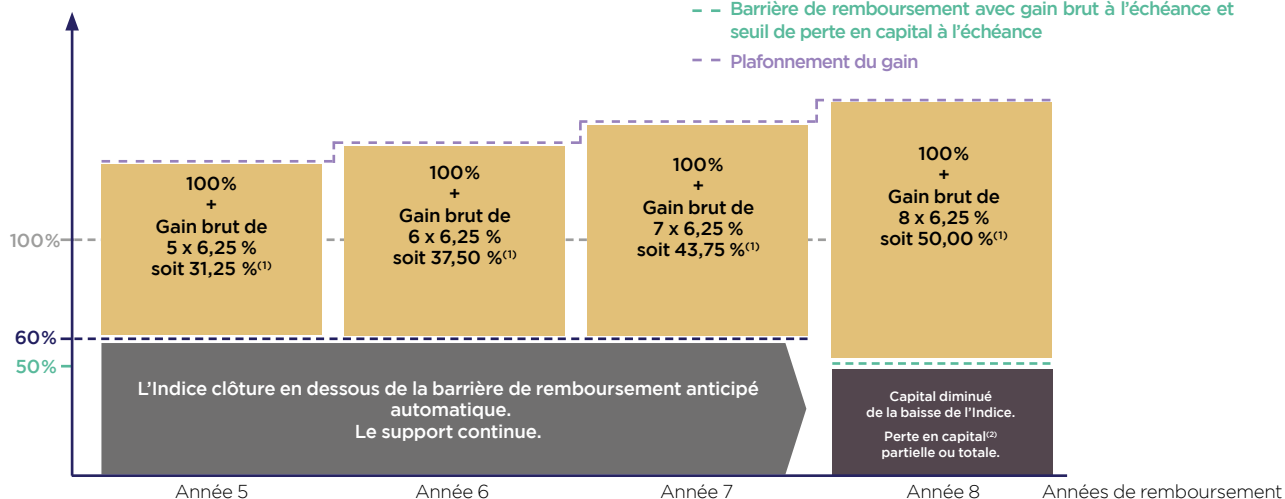 Barrière de remboursement avec gain brut à l’échéance et
seuil de perte en capital à l’échéance
Plafonnement du gain
100%
+
Gain brut de
5 x 6,25 %
soit 31,25 %(1)
100%
+
Gain brut de
6 x 6,25 %
soit 37,50 %(1)
100%
+
Gain brut de
7 x 6,25 %
soit 43,75 %(1)
100%
+
Gain brut de
8 x 6,25 %
soit 50,00 %(1)
100%
60%
50%
L’Indice clôture en dessous de la barrière de remboursement anticipé
automatique.
Le support continue.
Capital diminué
de la baisse de l’Indice.
Perte en capital(2)
partielle ou totale.
Année 5
Année 6
Année 7
Année 8
Années de remboursement